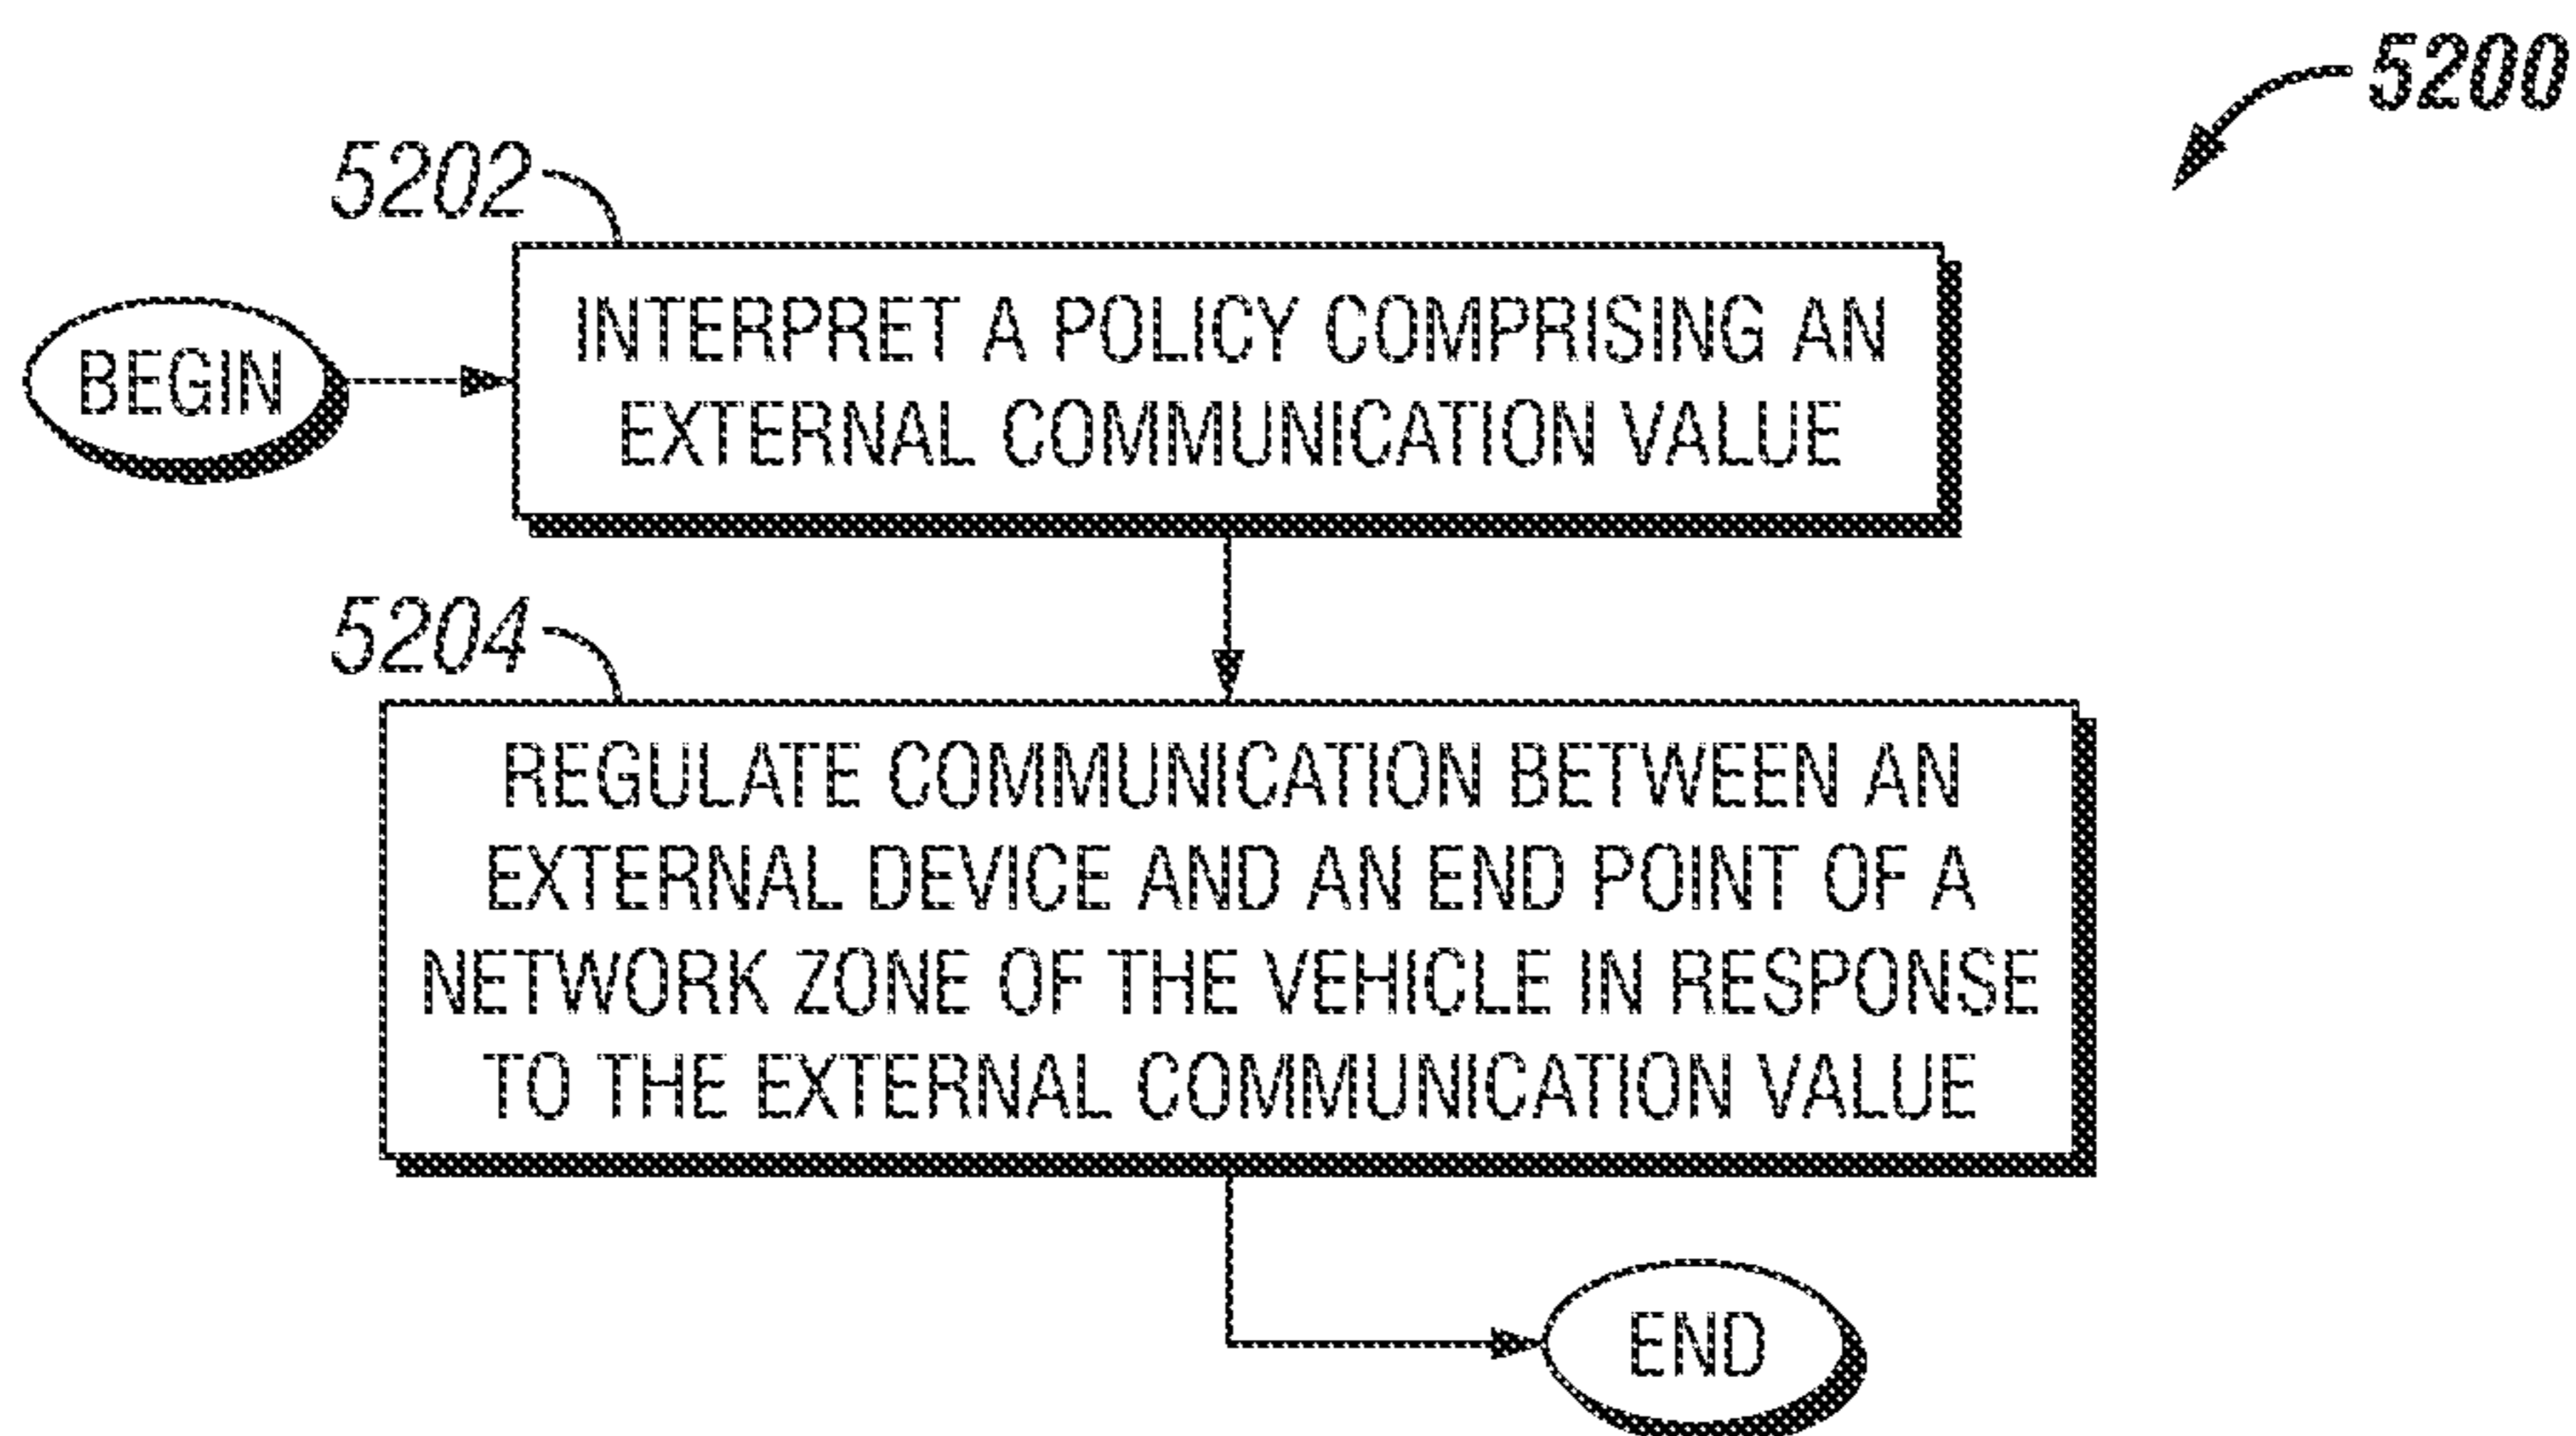 5200
5202
BEGIN
INTERPRET A POLICY COMPRISING AN
EXTERNAL COMMUNICATION VALUE
5204
REGULATE COMMUNICATION BETWEEN AN
EXTERNAL DEVICE AND AN END POINT OF A
NETWORK ZONE OF THE VEHICLE IN RESPONSE
TO THE EXTERNAL COMMUNICATION VALUE
END